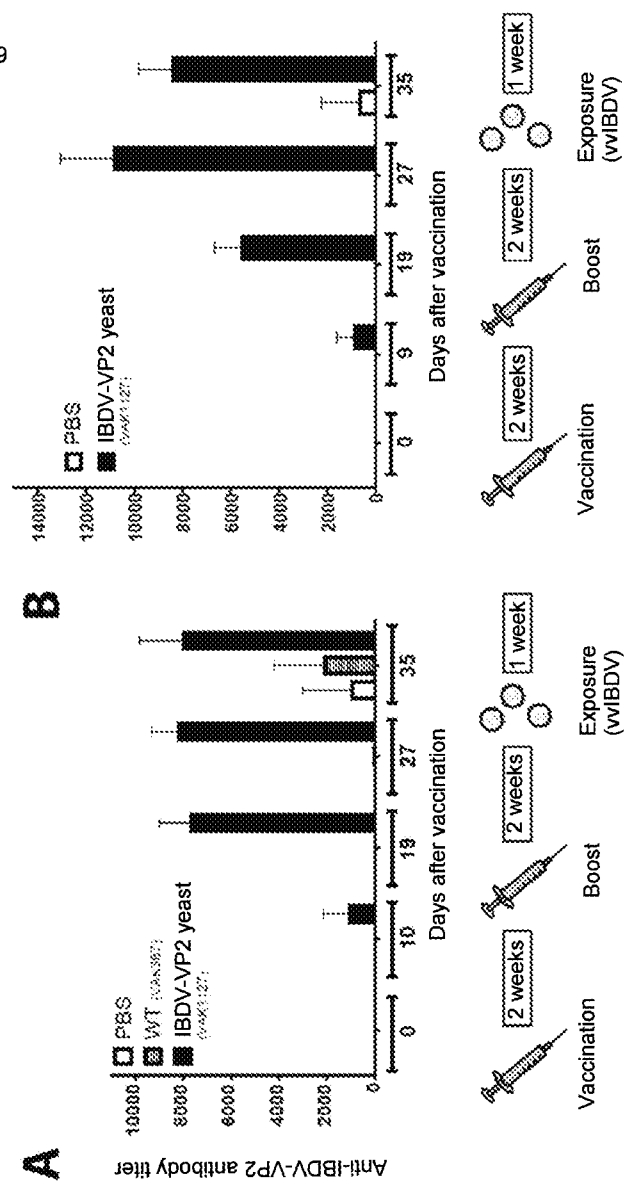 9
A
PBS
WT
IBDV-VP2 yeast
(VAK1127)
Anti-IBDV-VP2 antibody titer
10000
8000
6000
4000
2000
0
0 10 19 27 35
Days after vaccination
2 weeks 2 weeks 1 week
Vaccination Boost Exposure
(vvIBDV)
B
PBS
IBDV-VP2 yeast
(VAK1127)
14000
12000
10000
8000
6000
4000
2000
0
0 9 19 27 35
Days after vaccination
2 weeks 2 weeks 1 week
Vaccination Boost Exposure
(vvIBDV)